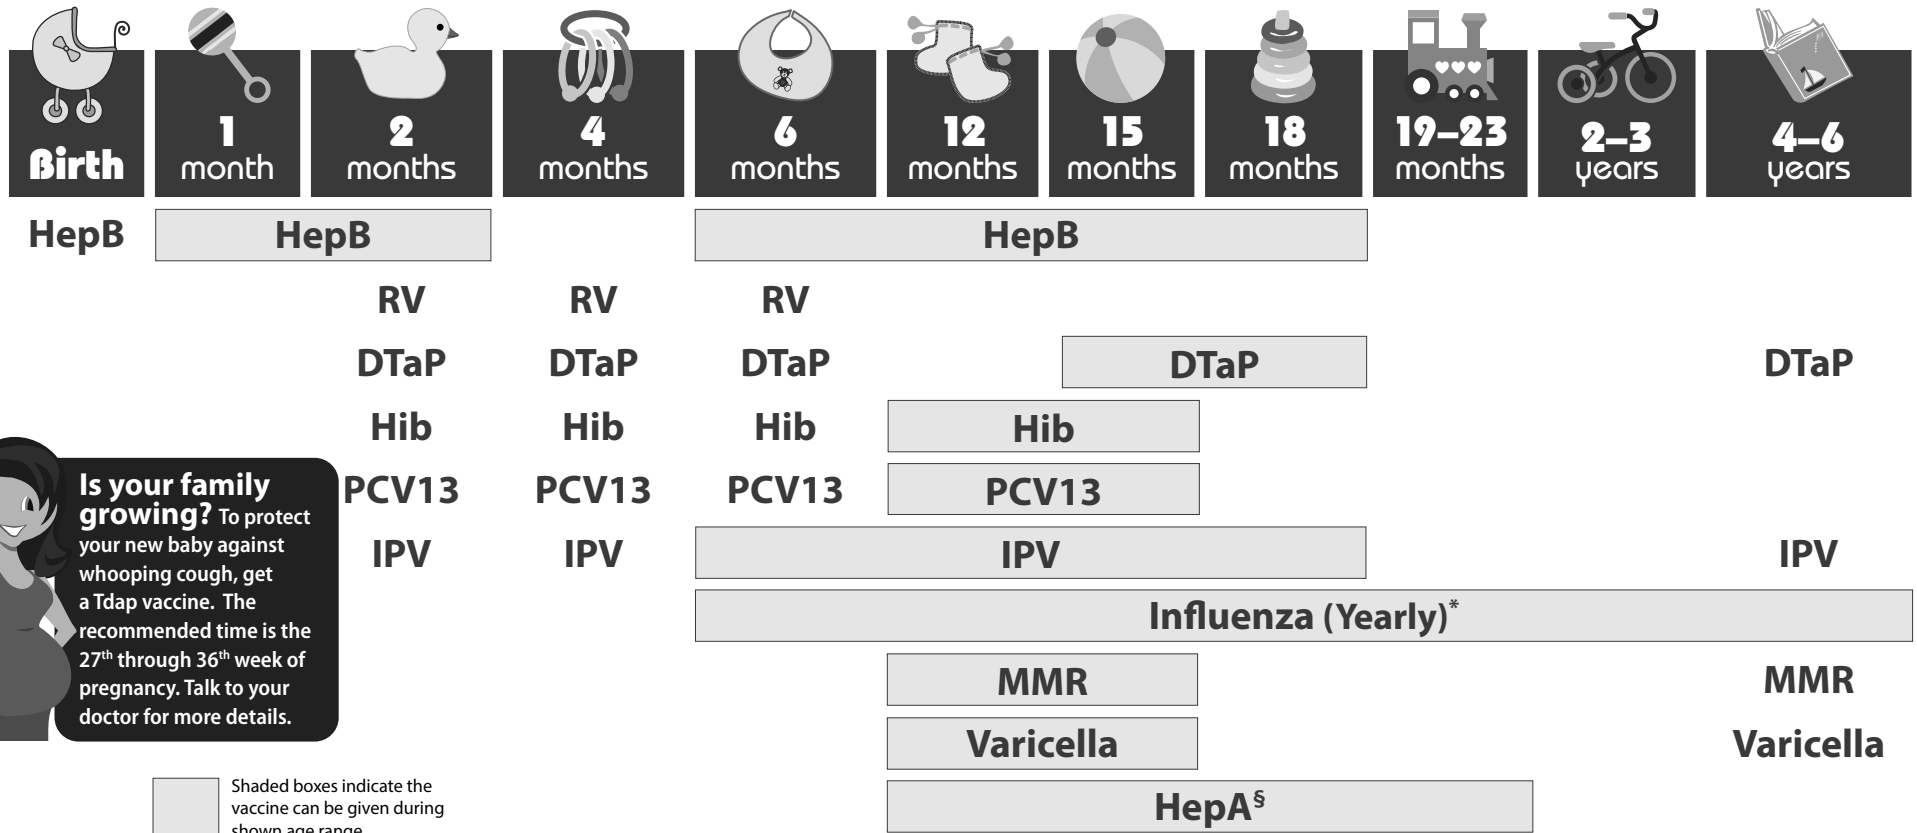 Birth
1
month
2
months
4
months
6
months
12
months
15
months
18
months
19–23
months
2–3
years
4–6
years
HepB HepB HepB
RV RV RV
DTaP DTaP DTaP DTaP DTaP
Hib Hib Hib Hib
PCV13 PCV13 PCV13 PCV13
IPV IPV IPV IPV
Influenza (Yearly)*
MMR MMR
Varicella Varicella
HepA§
Is your family
growing? To protect
your new baby against
whooping cough, get
a Tdap vaccine. The
recommended time is the
27th through 36th week of
pregnancy. Talk to your
doctor for more details.
Shaded boxes indicate the
vaccine can be given during
shown age range.